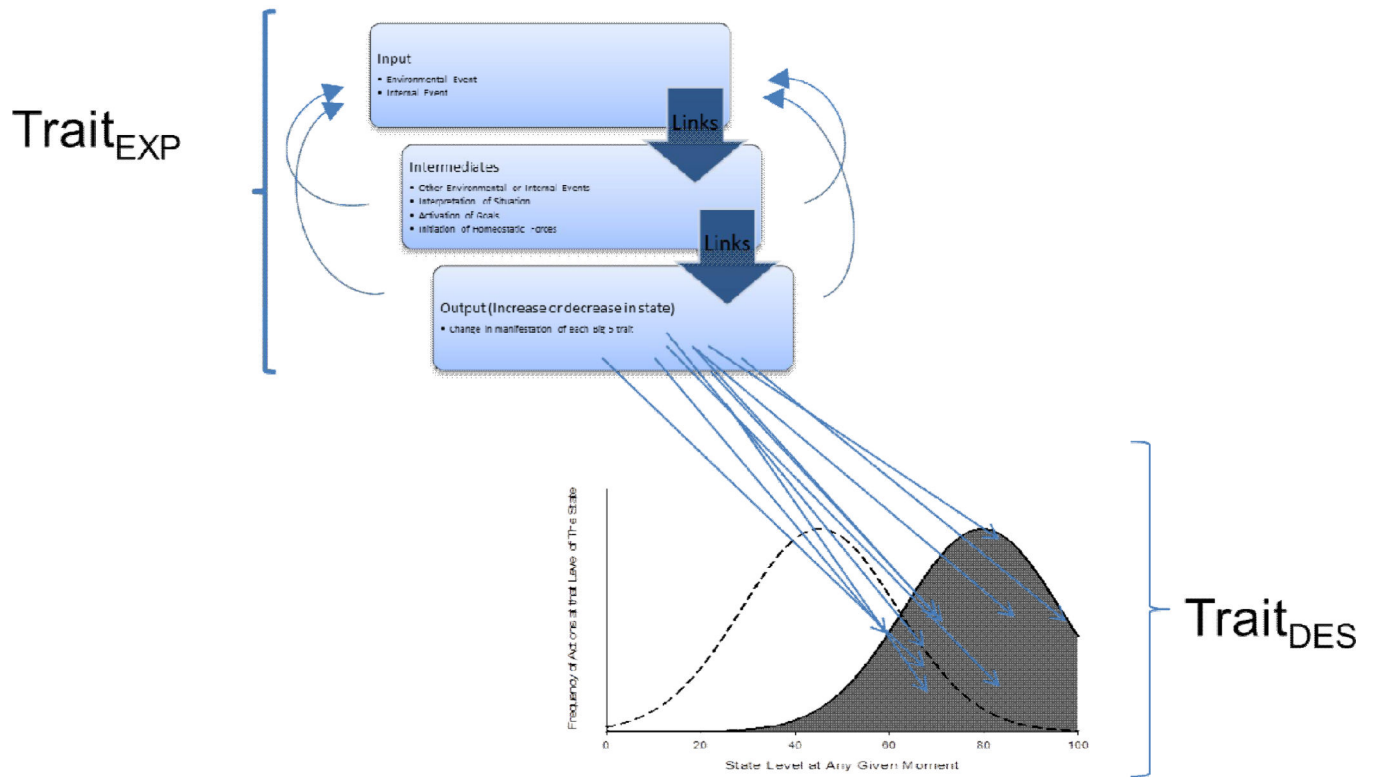 Trait_EXP
Input
▪ Environmental Event
▪ Internal Event
Links
Intermediates
▪ Other Environmental or Internal Events
▪ Interpretation of Situation
▪ Activation of Goals
▪ Initiation of Homeostatic Forces
Links
Output (Increase or decrease in state)
▪ Change in manifestation of each Big 5 trait
Frequency of Actions at that Level of The State
0 20 40 60 80 100
State Level at Any Given Moment
Trait_DES